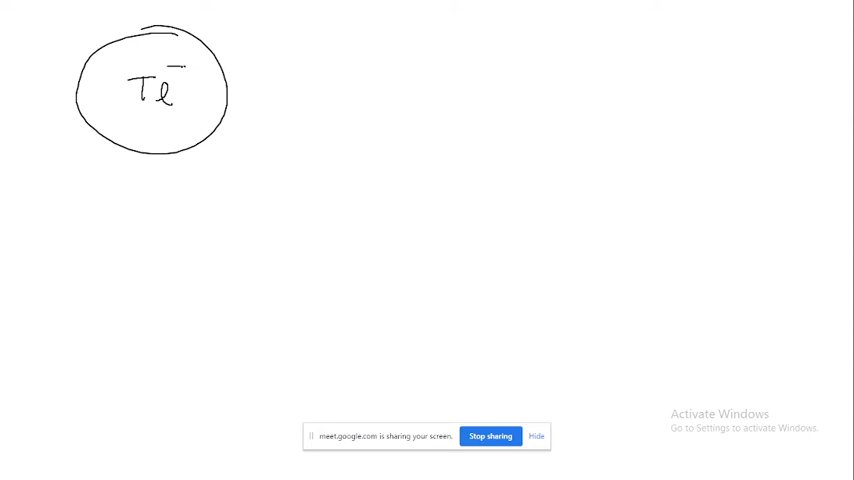 Tl⁻
meet.google.com is sharing your screen. Stop sharing Hide
Activate Windows
Go to Settings to activate Windows.